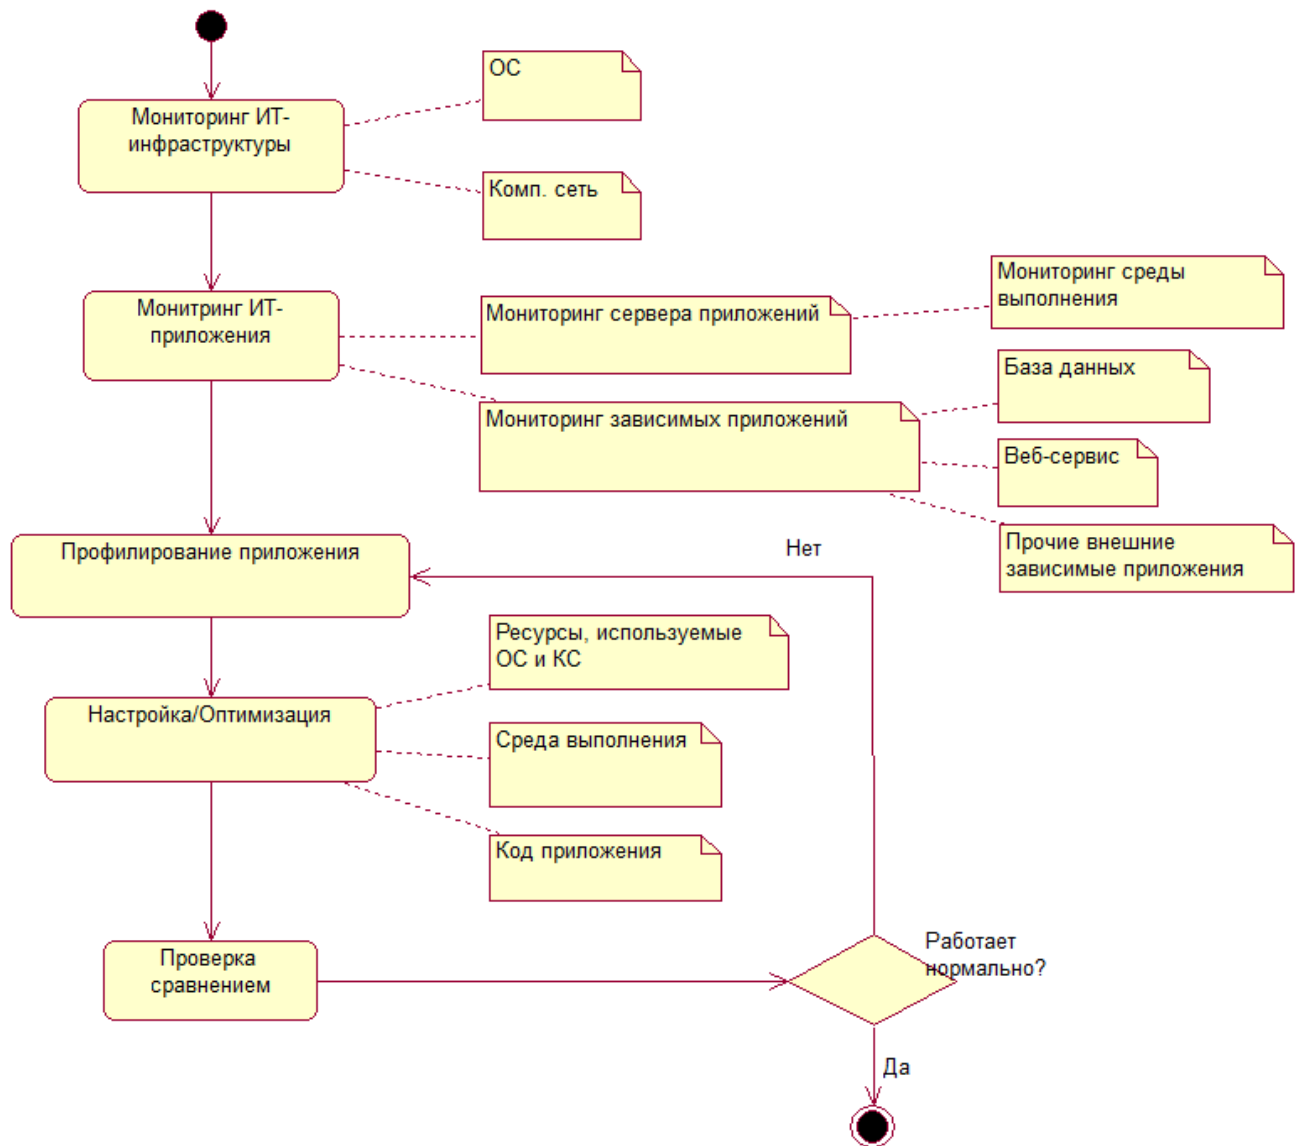 ОС
Мониторинг ИТ-
инфраструктуры
Комп. сеть
Мониторинг среды
выполнения
Монитринг ИТ-
приложения
Мониторинг сервера приложений
База данных
Мониторинг зависимых приложений
Веб-сервис
Прочие внешние
зависимые приложения
Нет
Профилирование приложения
Ресурсы, используемые
ОС и КС
Настройка/Оптимизация
Среда выполнения
Код приложения
Проверка
сравнением
Работает
нормально?
Да